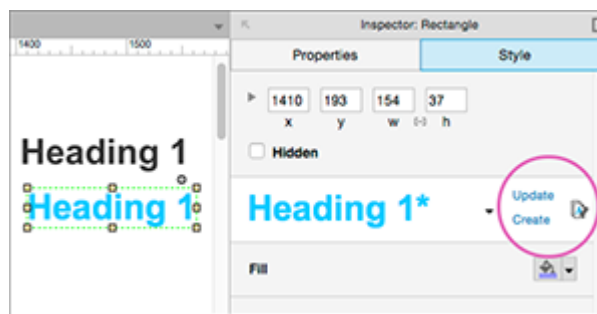 Inspector: Rectangle
1400 1500
Properties Style
1410 193 154 37
x y w h
Hidden
Heading 1
Heading 1
Heading 1*
Update
Create
Fill